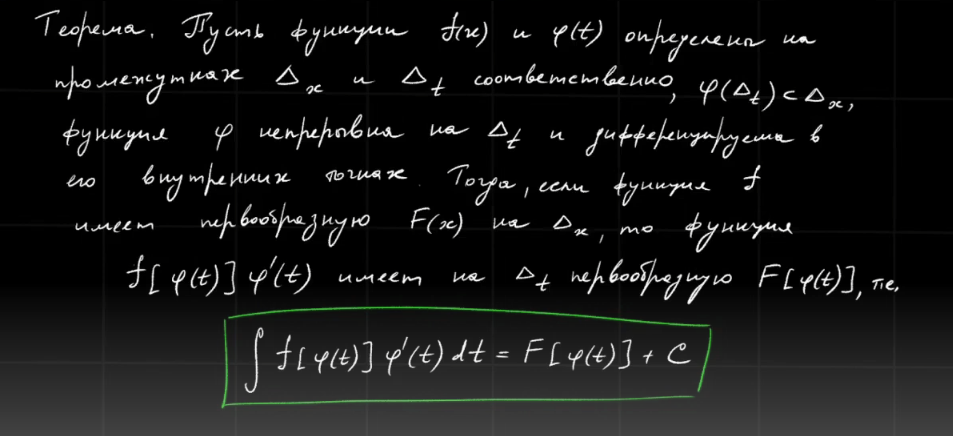 Теорема. Пусть функции f(x) и φ(t) определены на
промежутках Δₓ и Δₜ соответственно, φ(Δₜ) ⊂ Δₓ,
функция φ непрерывна на Δₜ и дифференцируема в
его внутренних точках. Тогда, если функция f
имеет первообразную F(x) на Δₓ, то функция
f[φ(t)] φ'(t) имеет на Δₜ первообразную F[φ(t)], т.е.
∫ f[φ(t)] φ'(t) dt = F[φ(t)] + C